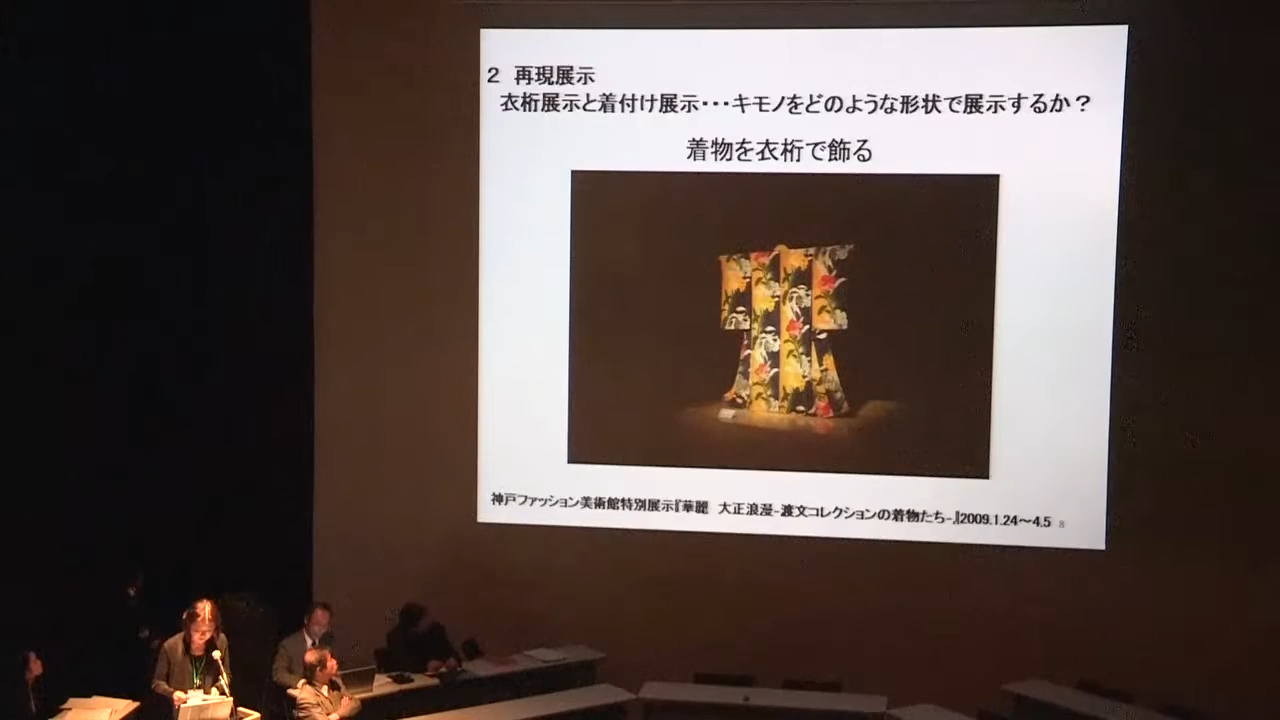 ２　再現展示
衣桁展示と着付け展示・・・キモノをどのような形状で展示するか？
着物を衣桁で飾る
神戸ファッション美術館特別展示『華麗　大正浪漫-渡文コレクションの着物たち-』2009.1.24～4.5
8